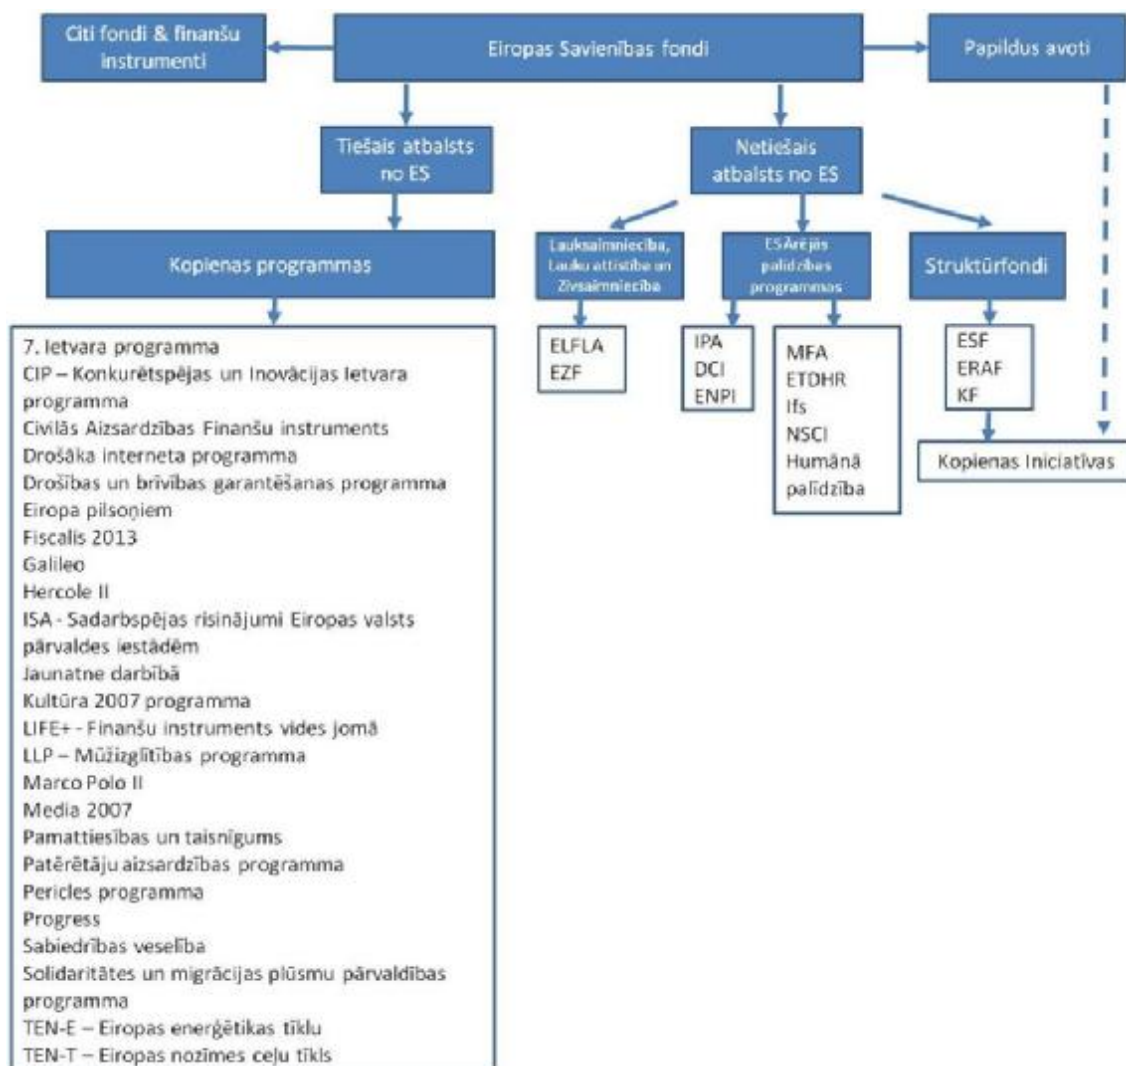 Citi fondi & finanšu
instrumenti
Eiropas Savienības fondi
Papildus avoti
Tiešais atbalsts
no ES
Netiešais
atbalsts no ES
Kopienas programmas
Lauksaimniecība,
Lauku attīstība un
Zivsaimniecība
ES Ārējās
palīdzības
programmas
Struktūrfondi
7. Ietvara programma
CIP – Konkurētspējas un Inovācijas Ietvara
programma
Civilās Aizsardzības Finanšu instruments
Drošāka interneta programma
Drošības un brīvības garantēšanas programma
Eiropa pilsoņiem
Fiscalis 2013
Galileo
Hercole II
ISA - Sadarbspējas risinājumi Eiropas valsts
pārvaldes iestādēm
Jaunatne darbībā
Kultūra 2007 programma
LIFE+ - Finanšu instruments vides jomā
LLP – Mūžizglītības programma
Marco Polo II
Media 2007
Pamattiesības un taisnīgums
Patērētāju aizsardzības programma
Pericles programma
Progress
Sabiedrības veselība
Solidaritātes un migrācijas plūsmu pārvaldības
programma
TEN-E – Eiropas enerģētikas tīklu
TEN-T – Eiropas nozīmes ceļu tīkls
ELFLA
EZF
IPA
DCI
ENPI
MFA
ETDHR
Ifs
NSCI
Humānā
palīdzība
ESF
ERAF
KF
Kopienas Iniciatīvas